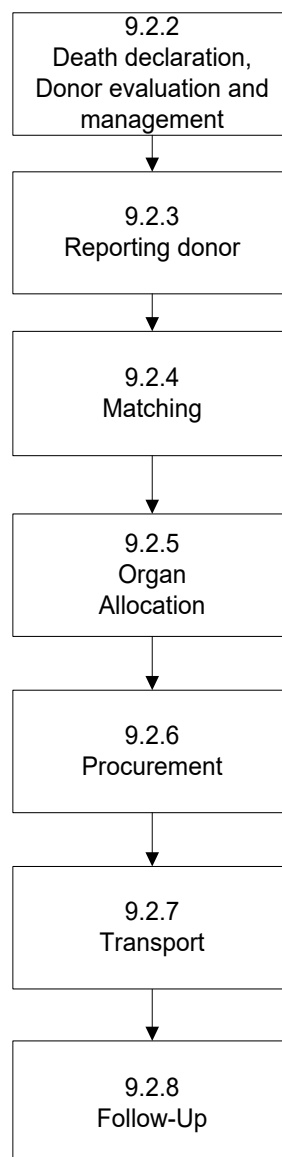 9.2.2
Death declaration,
Donor evaluation and
management
9.2.3
Reporting donor
9.2.4
Matching
9.2.5
Organ
Allocation
9.2.6
Procurement
9.2.7
Transport
9.2.8
Follow-Up